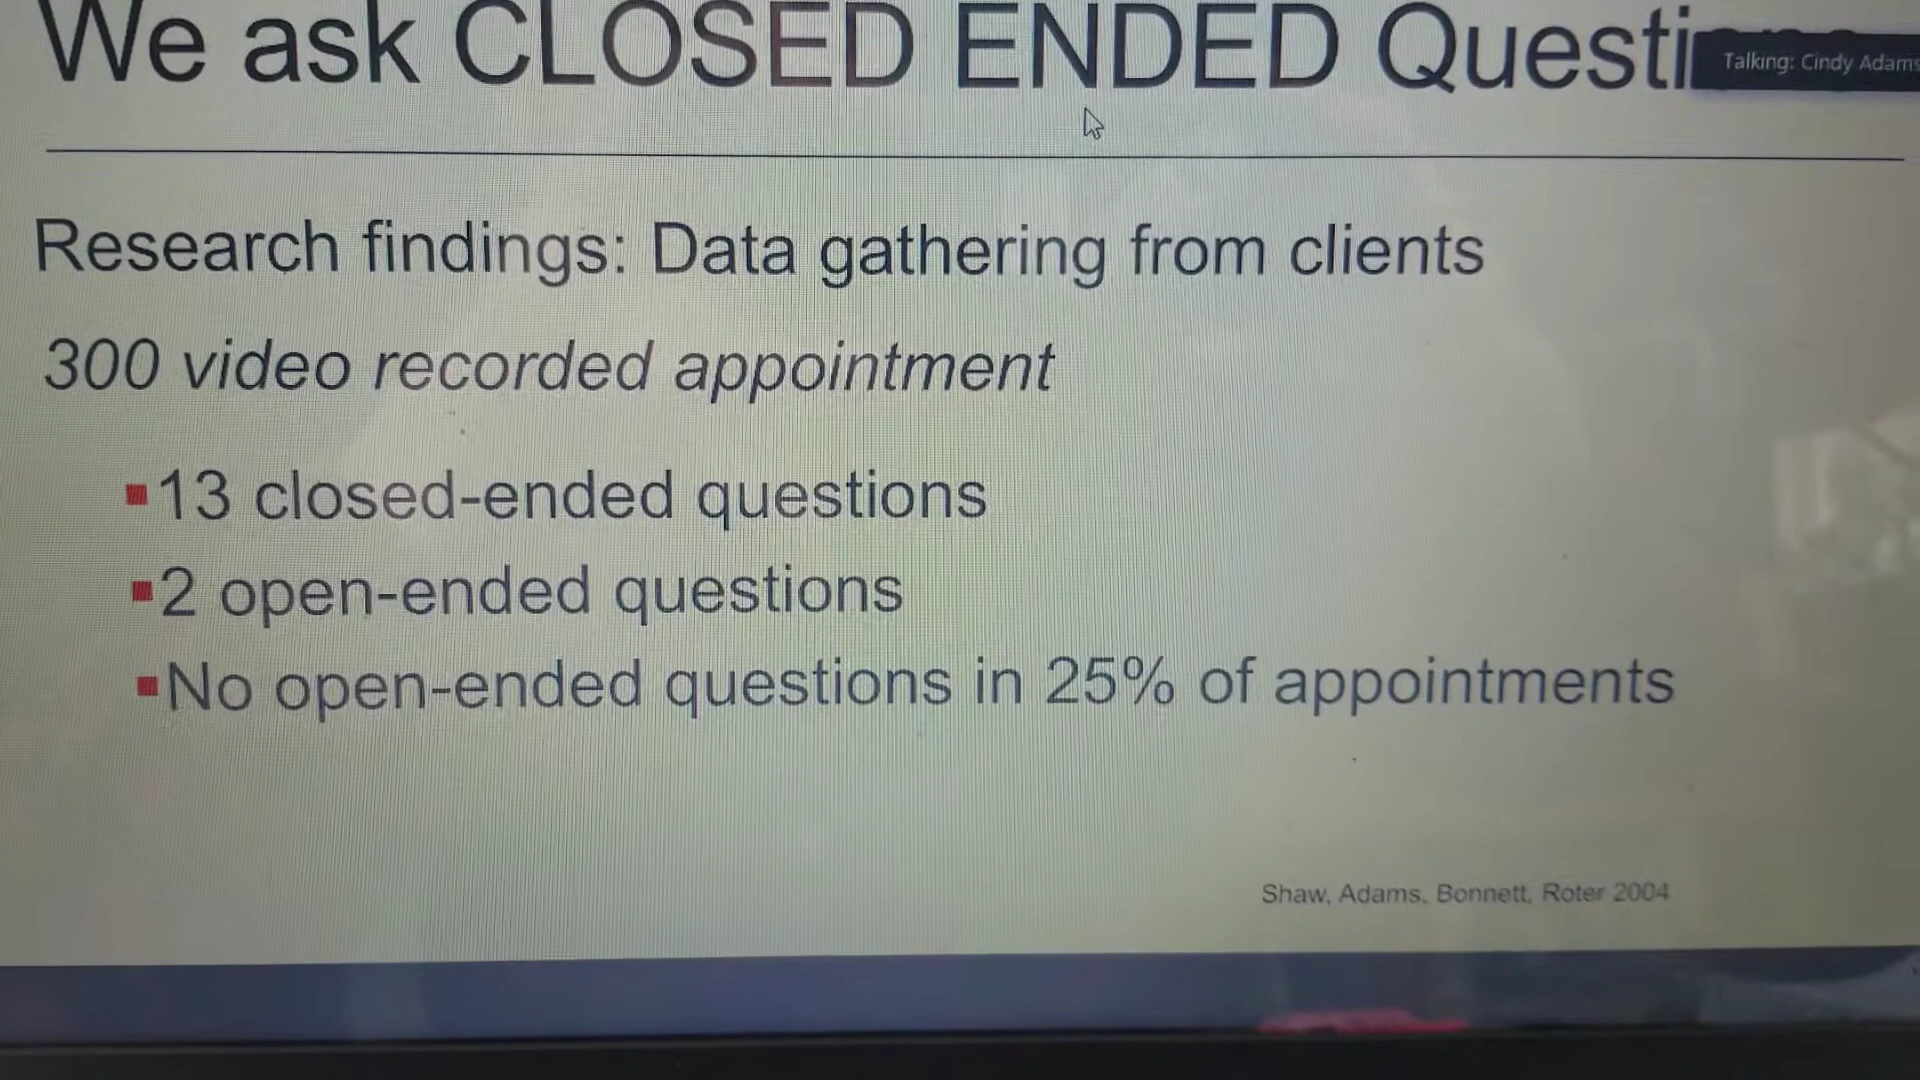 We ask CLOSED ENDED Questi
Talking: Cindy Adams
Research findings: Data gathering from clients
300 video recorded appointment
▪13 closed-ended questions
▪2 open-ended questions
▪No open-ended questions in 25% of appointments
Shaw, Adams, Bonnett, Roter 2004